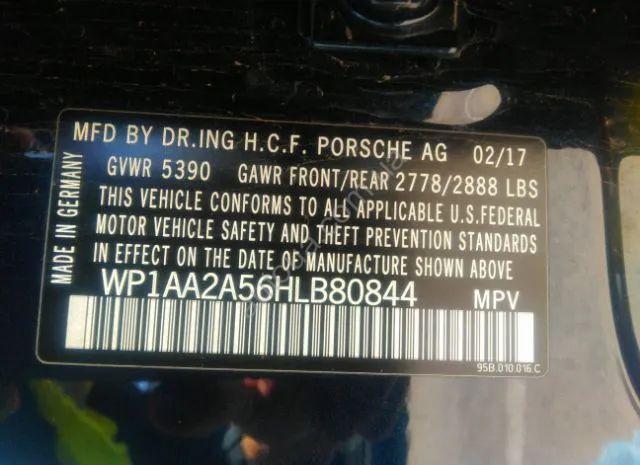 MFD BY DR.ING H.C.F. PORSCHE AG 02/17
GVWR 5390 GAWR FRONT/REAR 2778/2888 LBS
THIS VEHICLE CONFORMS TO ALL APPLICABLE U.S.FEDERAL
MOTOR VEHICLE SAFETY AND THEFT PREVENTION STANDARDS
IN EFFECT ON THE DATE OF MANUFACTURE SHOWN ABOVE
WP1AA2A56HLB80844 MPV
95B.010.016.C
MADE IN GERMANY